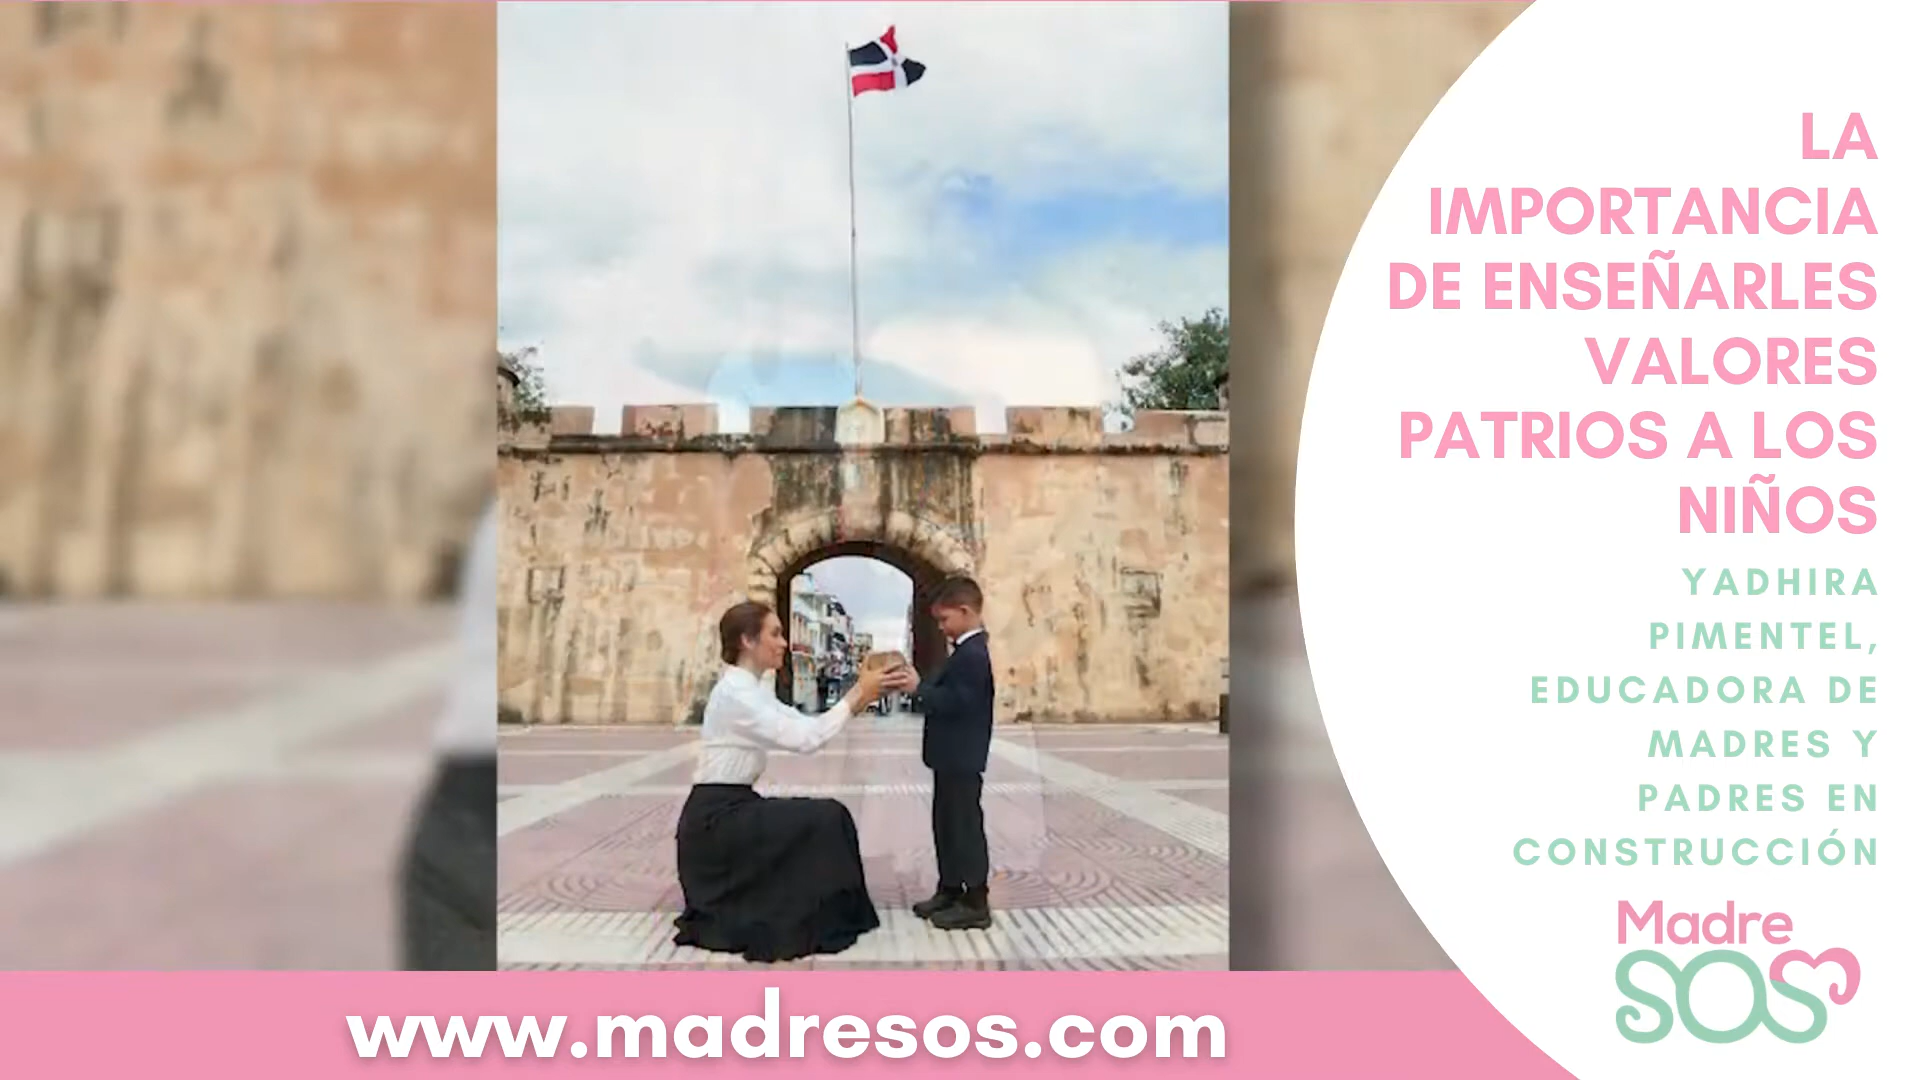 LA
IMPORTANCIA
DE ENSEÑARLES
VALORES
PATRIOS A LOS
NIÑOS
YADHIRA
PIMENTEL,
EDUCADORA DE
MADRES Y
PADRES EN
CONSTRUCCIÓN
Madre
SOS
www.madresos.com